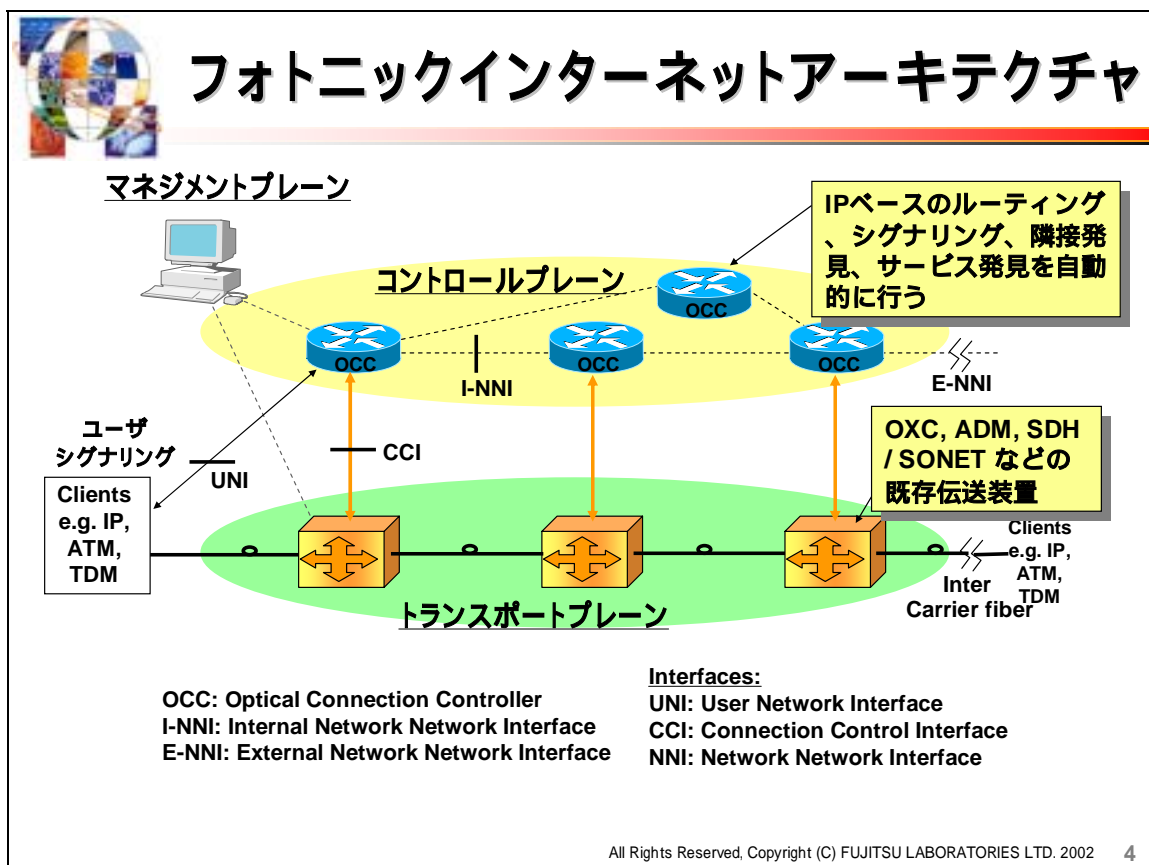 フォトニックインターネットアーキテクチャ
マネジメントプレーン
IPベースのルーティング
、シグナリング、隣接発
見、サービス発見を自動
的に行う
コントロールプレーン
OCC
OCC
OCC
OCC
I-NNI
E-NNI
ユーザ
シグナリング
UNI
CCI
OXC, ADM, SDH
/ SONET などの
既存伝送装置
Clients
e.g. IP,
ATM,
TDM
Clients
e.g. IP,
ATM,
TDM
Inter
Carrier fiber
トランスポートプレーン
OCC: Optical Connection Controller
I-NNI: Internal Network Network Interface
E-NNI: External Network Network Interface
Interfaces:
UNI: User Network Interface
CCI: Connection Control Interface
NNI: Network Network Interface
All Rights Reserved, Copyright (C) FUJITSU LABORATORIES LTD. 2002 4